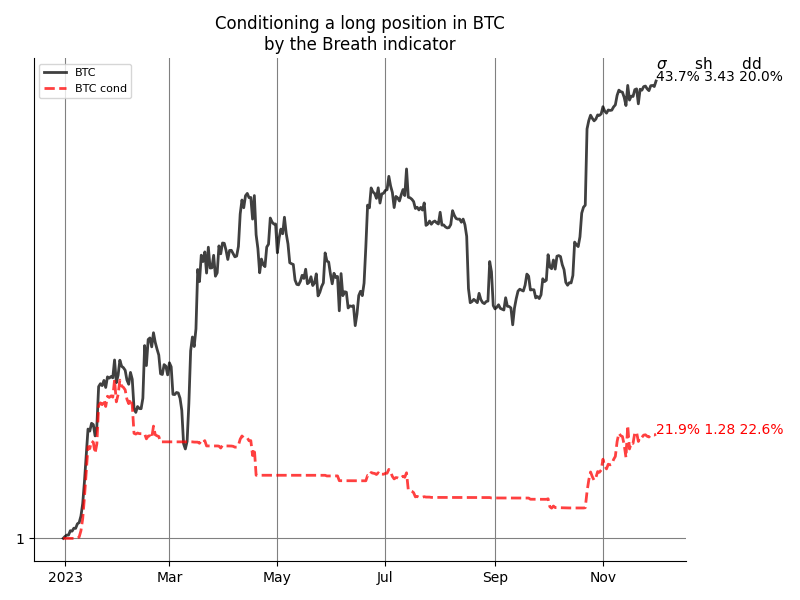 Conditioning a long position in BTC
by the Breath indicator
BTC
BTC cond
σ sh dd
43.7% 3.43 20.0%
21.9% 1.28 22.6%
1
2023 Mar May Jul Sep Nov